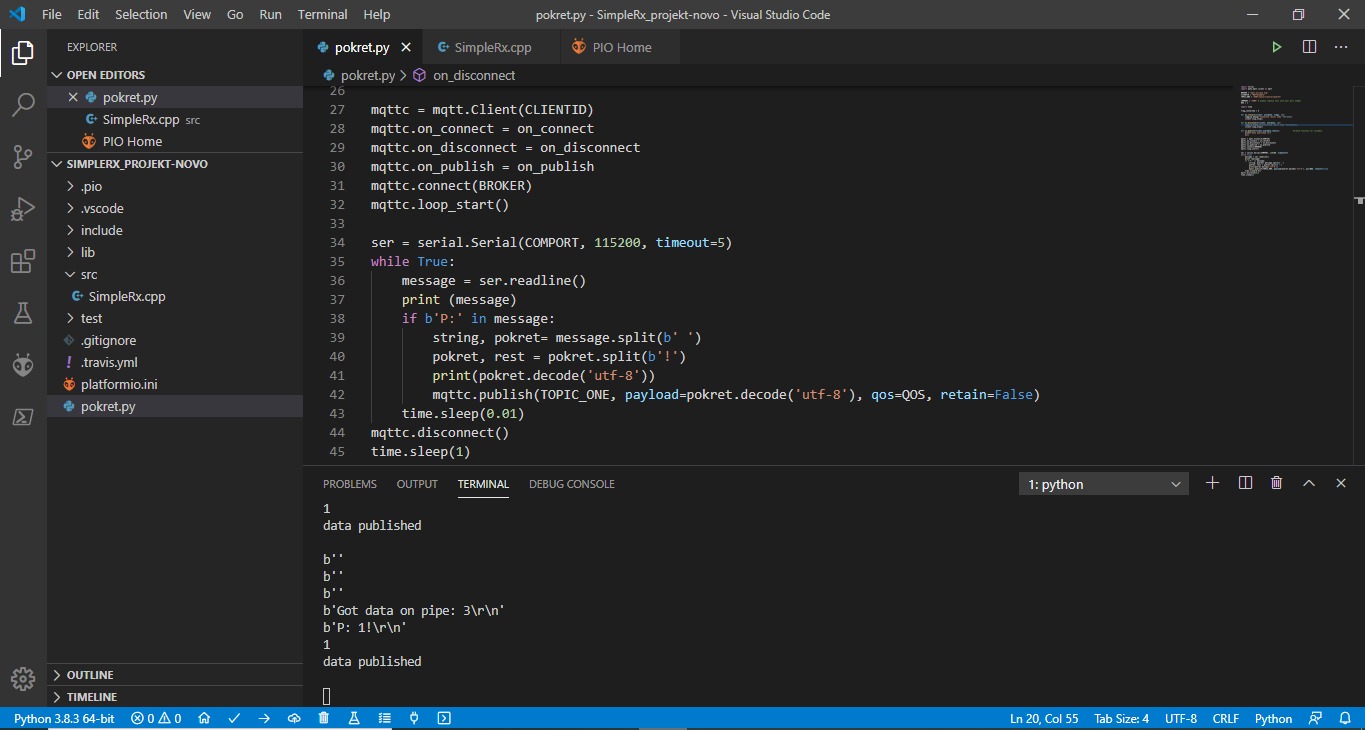 File Edit Selection View Go Run Terminal Help
pokret.py - SimpleRx_projekt-novo - Visual Studio Code
EXPLORER
OPEN EDITORS
pokret.py
SimpleRx.cpp src
PIO Home
SIMPLERX_PROJEKT-NOVO
.pio
.vscode
include
lib
src
SimpleRx.cpp
test
.gitignore
.travis.yml
platformio.ini
pokret.py
OUTLINE
TIMELINE
pokret.py SimpleRx.cpp PIO Home
pokret.py > on_disconnect
26
27 mqttc = mqtt.Client(CLIENTID)
28 mqttc.on_connect = on_connect
29 mqttc.on_disconnect = on_disconnect
30 mqttc.on_publish = on_publish
31 mqttc.connect(BROKER)
32 mqttc.loop_start()
33
34 ser = serial.Serial(COMPORT, 115200, timeout=5)
35 while True:
36 message = ser.readline()
37 print (message)
38 if b'P:' in message:
39 string, pokret= message.split(b' ')
40 pokret, rest = pokret.split(b'!')
41 print(pokret.decode('utf-8'))
42 mqttc.publish(TOPIC_ONE, payload=pokret.decode('utf-8'), qos=QOS, retain=False)
43 time.sleep(0.01)
44 mqttc.disconnect()
45 time.sleep(1)
PROBLEMS OUTPUT TERMINAL DEBUG CONSOLE
1: python
1
data published
b''
b''
b''
b'Got data on pipe: 3\r\n'
b'P: 1!\r\n'
1
data published
Python 3.8.3 64-bit 0 0
Ln 20, Col 55 Tab Size: 4 UTF-8 CRLF Python